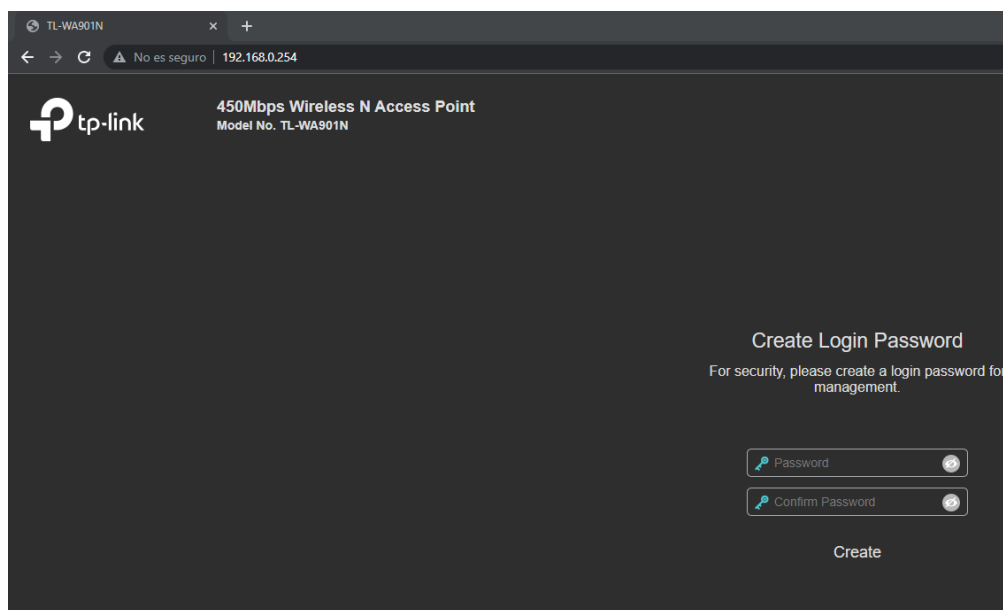 TL-WA901N
No es seguro | 192.168.0.254
tp-link
450Mbps Wireless N Access Point
Model No. TL-WA901N
Create Login Password
For security, please create a login password for
management.
Password
Confirm Password
Create